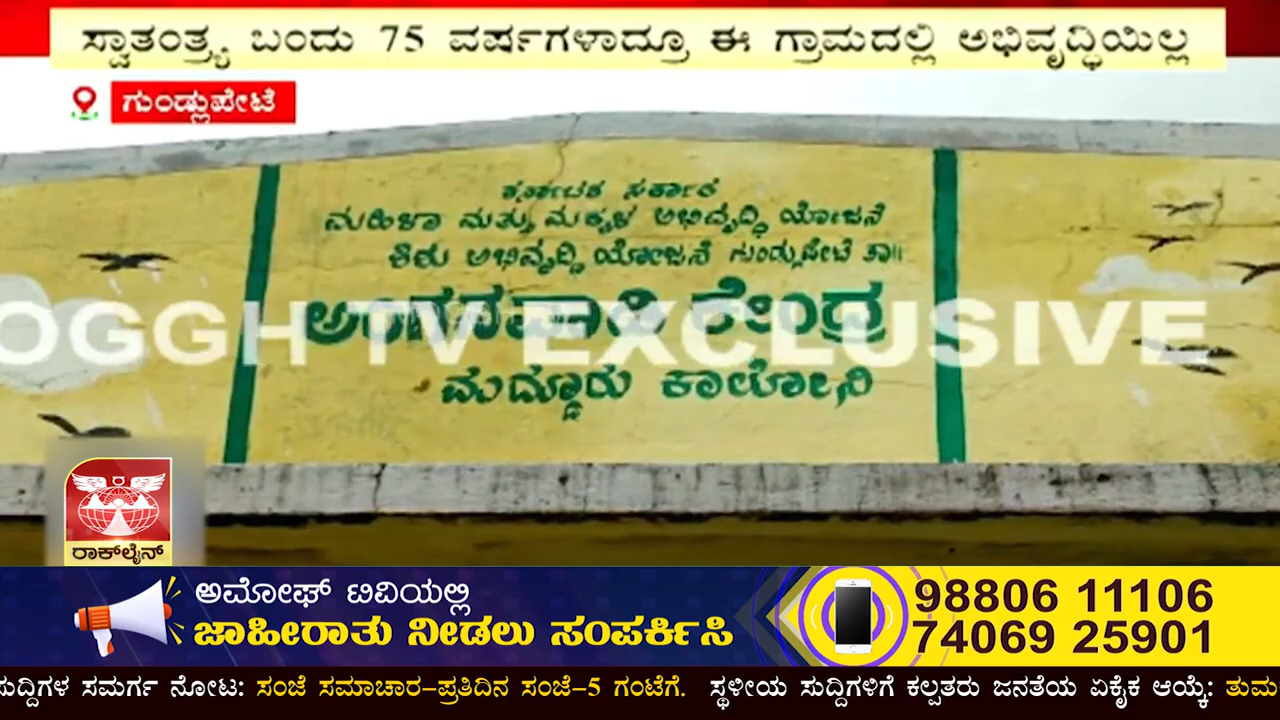 ಸ್ವಾತಂತ್ರ್ಯ ಬಂದು 75 ವರ್ಷಗಳಾದ್ರೂ ಈ ಗ್ರಾಮದಲ್ಲಿ ಅಭಿವೃದ್ಧಿಯಿಲ್ಲ
ಗುಂಡ್ಲುಪೇಟೆ
ಕರ್ನಾಟಕ ಸರ್ಕಾರ
ಮಹಿಳಾ ಮತ್ತು ಮಕ್ಕಳ ಅಭಿವೃದ್ಧಿ ಯೋಜನೆ
ಶಿಶು ಅಭಿವೃದ್ಧಿ ಯೋಜನೆ ಗುಂಡ್ಲುಪೇಟೆ ತಾ॥
ಅಂಗನವಾಡಿ ಕೇಂದ್ರ
OGGH TV EXCLUSIVE
ಮದ್ದೂರು ಕಾಲೋನಿ
ರಾಕ್‌ಲೈನ್
ಅಮೋಘ್ ಟಿವಿಯಲ್ಲಿ
ಜಾಹೀರಾತು ನೀಡಲು ಸಂಪರ್ಕಿಸಿ
98806 11106
74069 25901
ಸುದ್ದಿಗಳ ಸಮರ್ಗ ನೋಟ: ಸಂಜೆ ಸಮಾಚಾರ-ಪ್ರತಿದಿನ ಸಂಜೆ-5 ಗಂಟೆಗೆ. ಸ್ಥಳೀಯ ಸುದ್ದಿಗಳಿಗೆ ಕಲ್ಪತರು ಜನತೆಯ ಏಕೈಕ ಆಯ್ಕೆ: ತುಮ